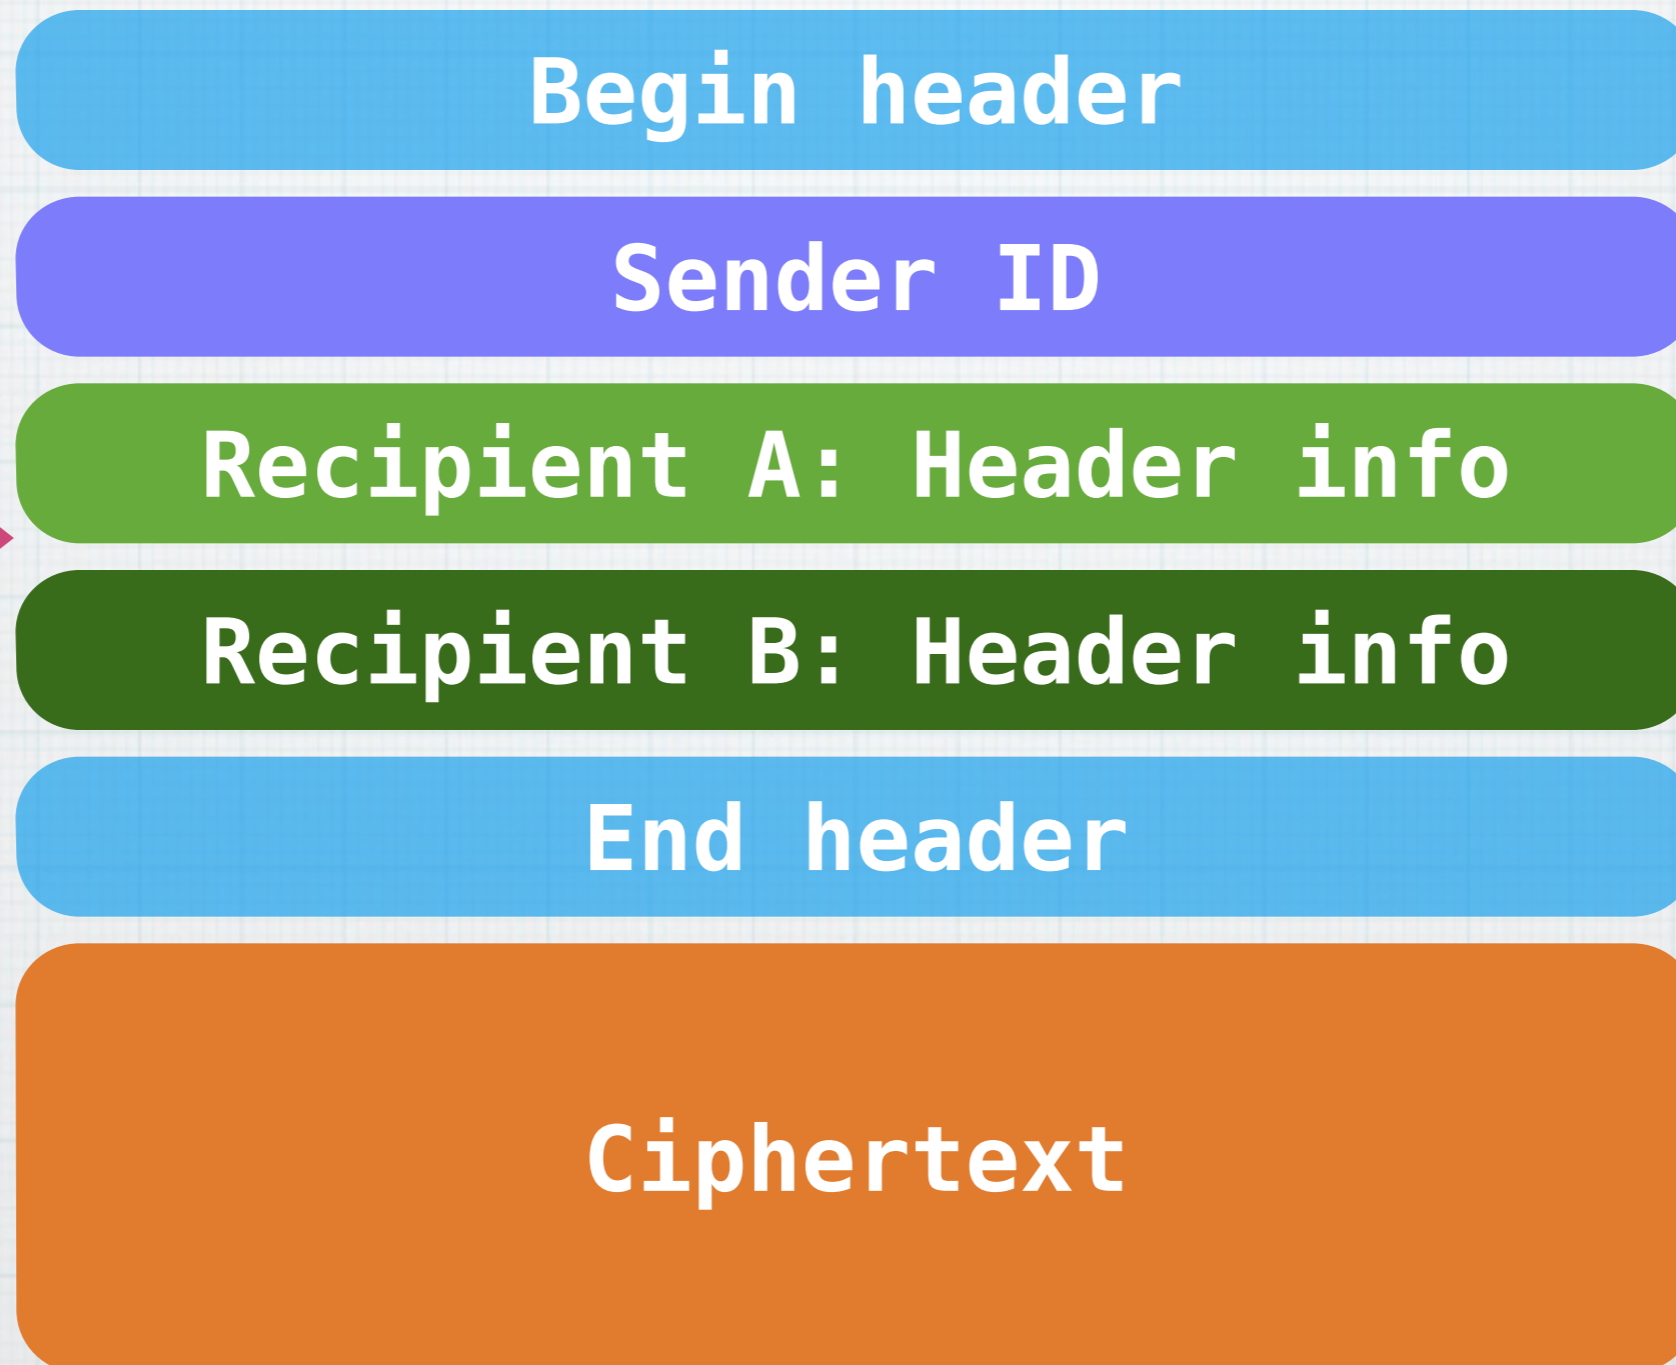 Begin header
Sender ID
Recipient A: Header info
Recipient B: Header info
End header
Ciphertext